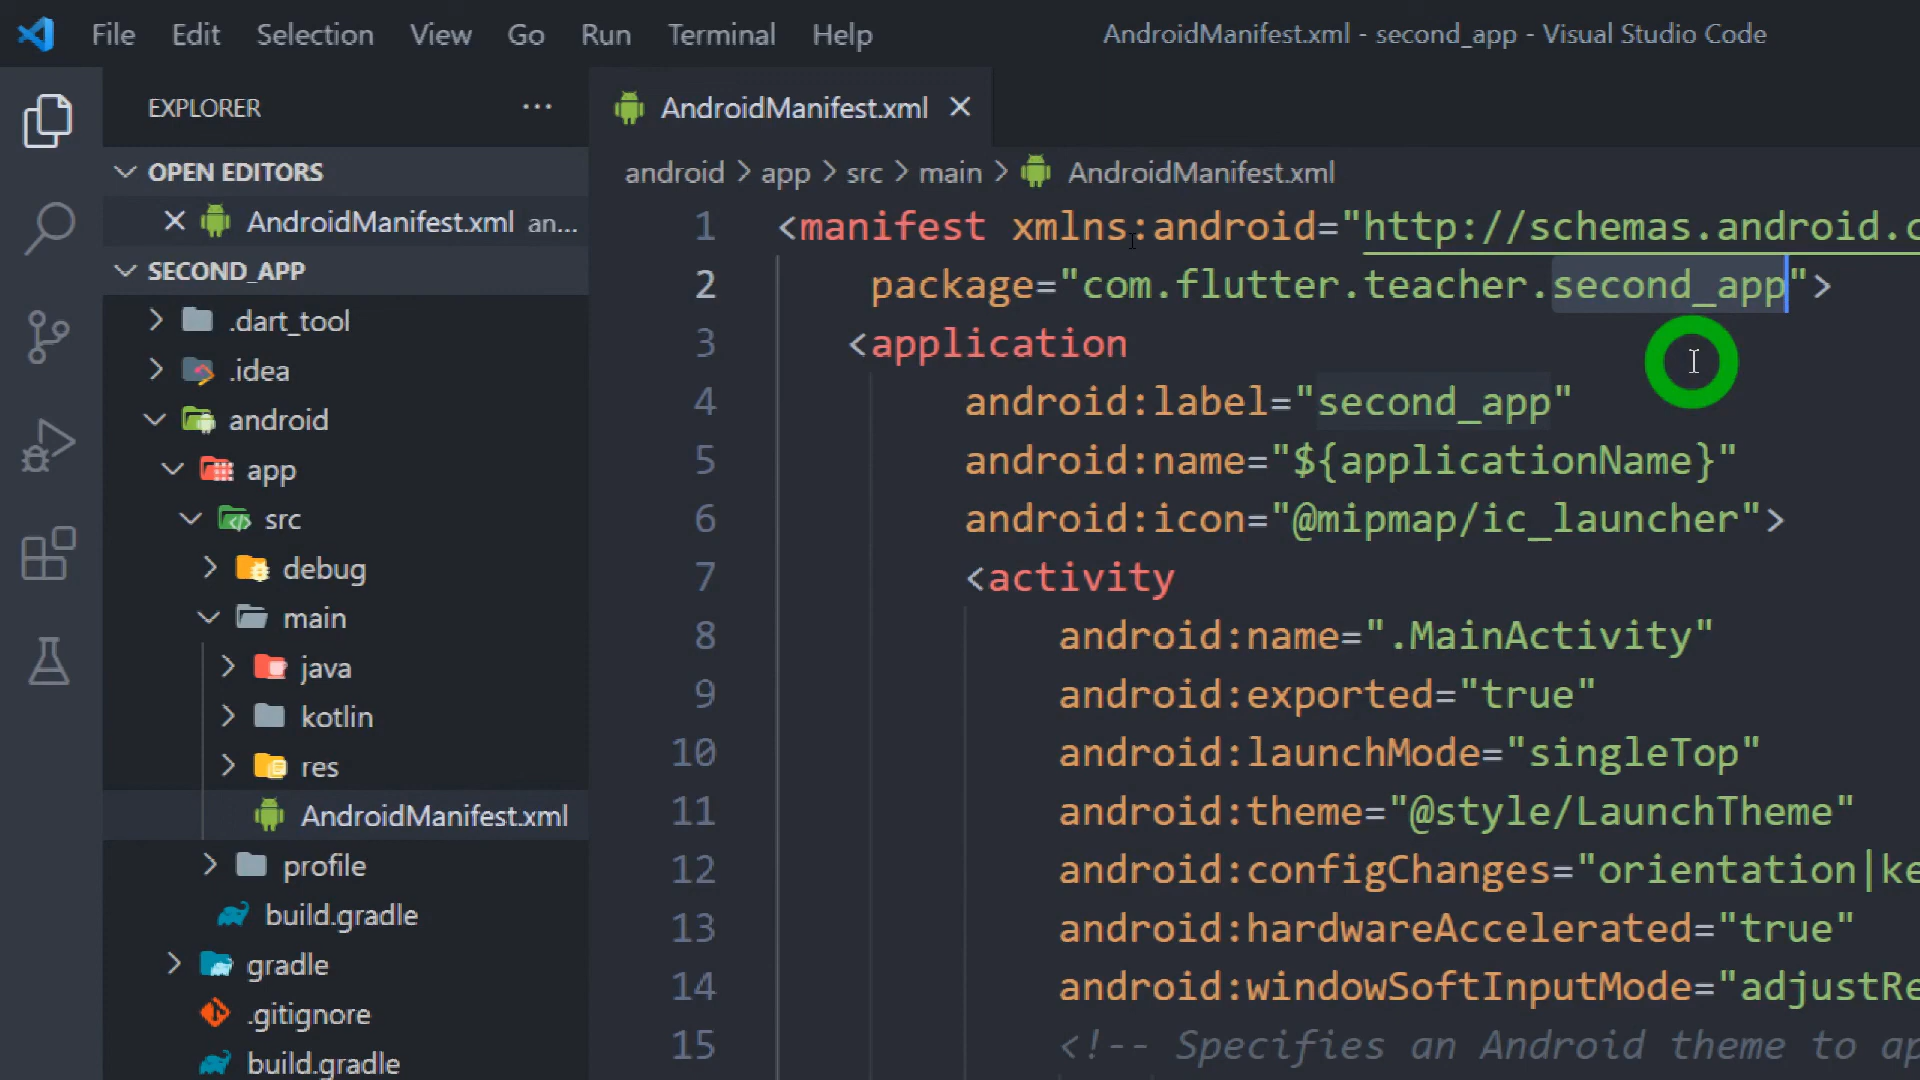 File Edit Selection View Go Run Terminal Help AndroidManifest.xml - second_app - Visual Studio Code
EXPLORER ···
OPEN EDITORS
AndroidManifest.xml an...
SECOND_APP
.dart_tool
.idea
android
app
src
debug
main
java
kotlin
res
AndroidManifest.xml
profile
build.gradle
gradle
.gitignore
build.gradle
AndroidManifest.xml
android > app > src > main > AndroidManifest.xml
1 <manifest xmlns:android="http://schemas.android.c
2 package="com.flutter.teacher.second_app">
3 <application
4 android:label="second_app"
5 android:name="${applicationName}"
6 android:icon="@mipmap/ic_launcher">
7 <activity
8 android:name=".MainActivity"
9 android:exported="true"
10 android:launchMode="singleTop"
11 android:theme="@style/LaunchTheme"
12 android:configChanges="orientation|ke
13 android:hardwareAccelerated="true"
14 android:windowSoftInputMode="adjustRe
15 <!-- Specifies an Android theme to ap